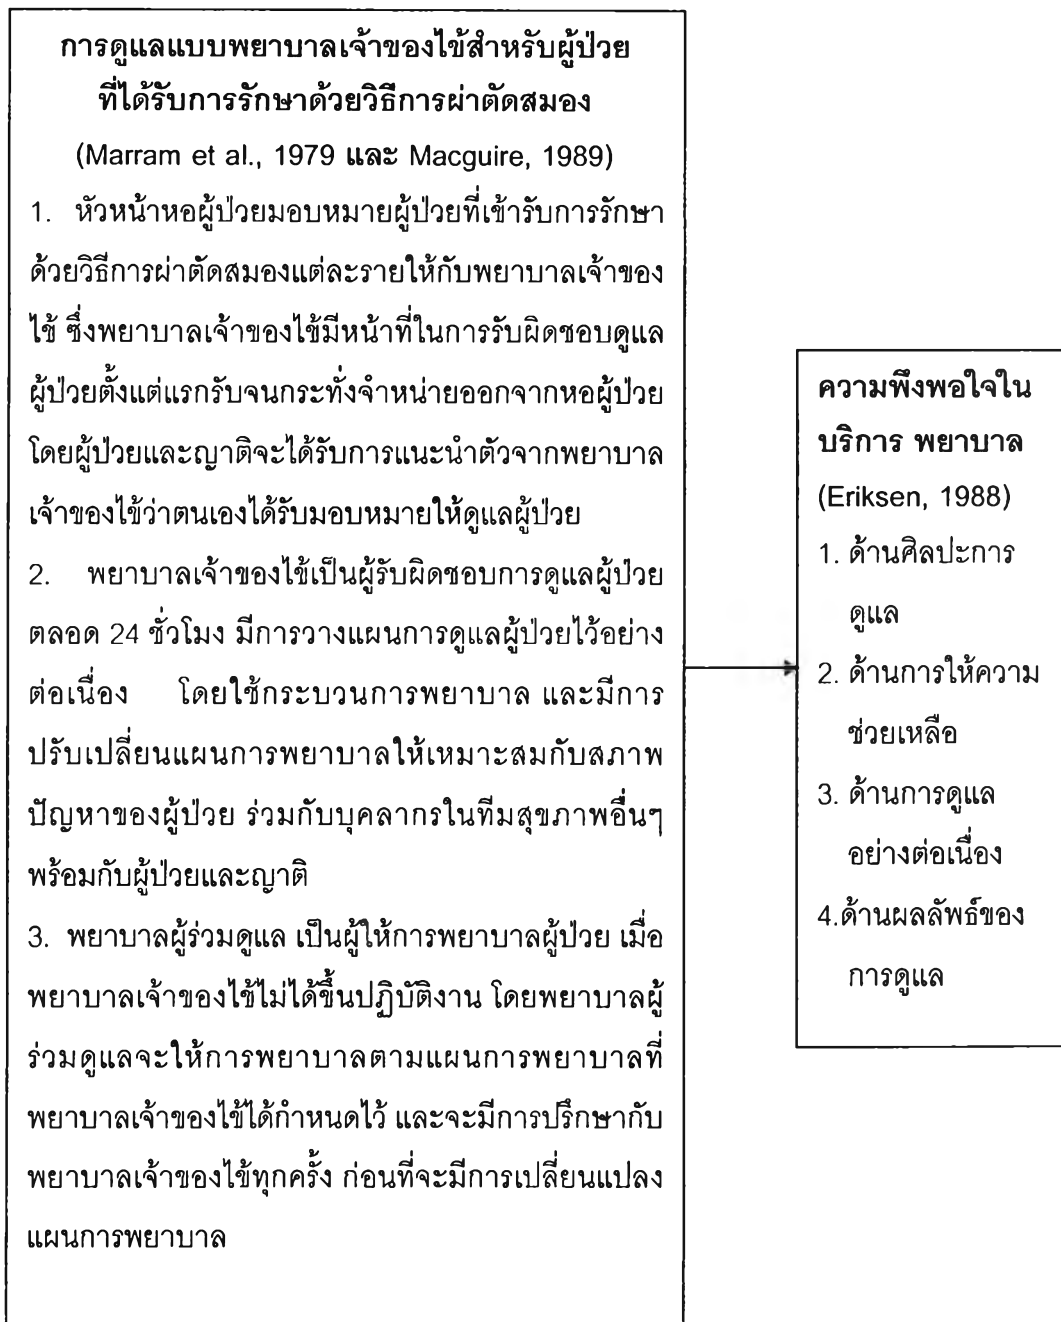 การดูแลแบบพยาบาลเจ้าของไข้สำหรับผู้ป่วย
ที่ได้รับการรักษาด้วยวิธีการผ่าตัดสมอง
(Marram et al., 1979 และ Macguire, 1989)
1. หัวหน้าหอผู้ป่วยมอบหมายผู้ป่วยที่เข้ารับการรักษา
ด้วยวิธีการผ่าตัดสมองแต่ละรายให้กับพยาบาลเจ้าของ
ไข้ ซึ่งพยาบาลเจ้าของไข้มีหน้าที่ในการรับผิดชอบดูแล
ผู้ป่วยตั้งแต่แรกรับจนกระทั่งจำหน่ายออกจากหอผู้ป่วย
โดยผู้ป่วยและญาติจะได้รับการแนะนำตัวจากพยาบาล
เจ้าของไข้ว่าตนเองได้รับมอบหมายให้ดูแลผู้ป่วย
2. พยาบาลเจ้าของไข้เป็นผู้รับผิดชอบการดูแลผู้ป่วย
ตลอด 24 ชั่วโมง มีการวางแผนการดูแลผู้ป่วยไว้อย่าง
ต่อเนื่อง โดยใช้กระบวนการพยาบาล และมีการ
ปรับเปลี่ยนแผนการพยาบาลให้เหมาะสมกับสภาพ
ปัญหาของผู้ป่วย ร่วมกับบุคลากรในทีมสุขภาพอื่นๆ
พร้อมกับผู้ป่วยและญาติ
3. พยาบาลผู้ร่วมดูแล เป็นผู้ให้การพยาบาลผู้ป่วย เมื่อ
พยาบาลเจ้าของไข้ไม่ได้ขึ้นปฏิบัติงาน โดยพยาบาลผู้
ร่วมดูแลจะให้การพยาบาลตามแผนการพยาบาลที่
พยาบาลเจ้าของไข้ได้กำหนดไว้ และจะมีการปรึกษากับ
พยาบาลเจ้าของไข้ทุกครั้ง ก่อนที่จะมีการเปลี่ยนแปลง
แผนการพยาบาล
ความพึงพอใจใน
บริการ พยาบาล
(Eriksen, 1988)
1. ด้านศิลปะการ
ดูแล
2. ด้านการให้ความ
ช่วยเหลือ
3. ด้านการดูแล
อย่างต่อเนื่อง
4.ด้านผลลัพธ์ของ
การดูแล